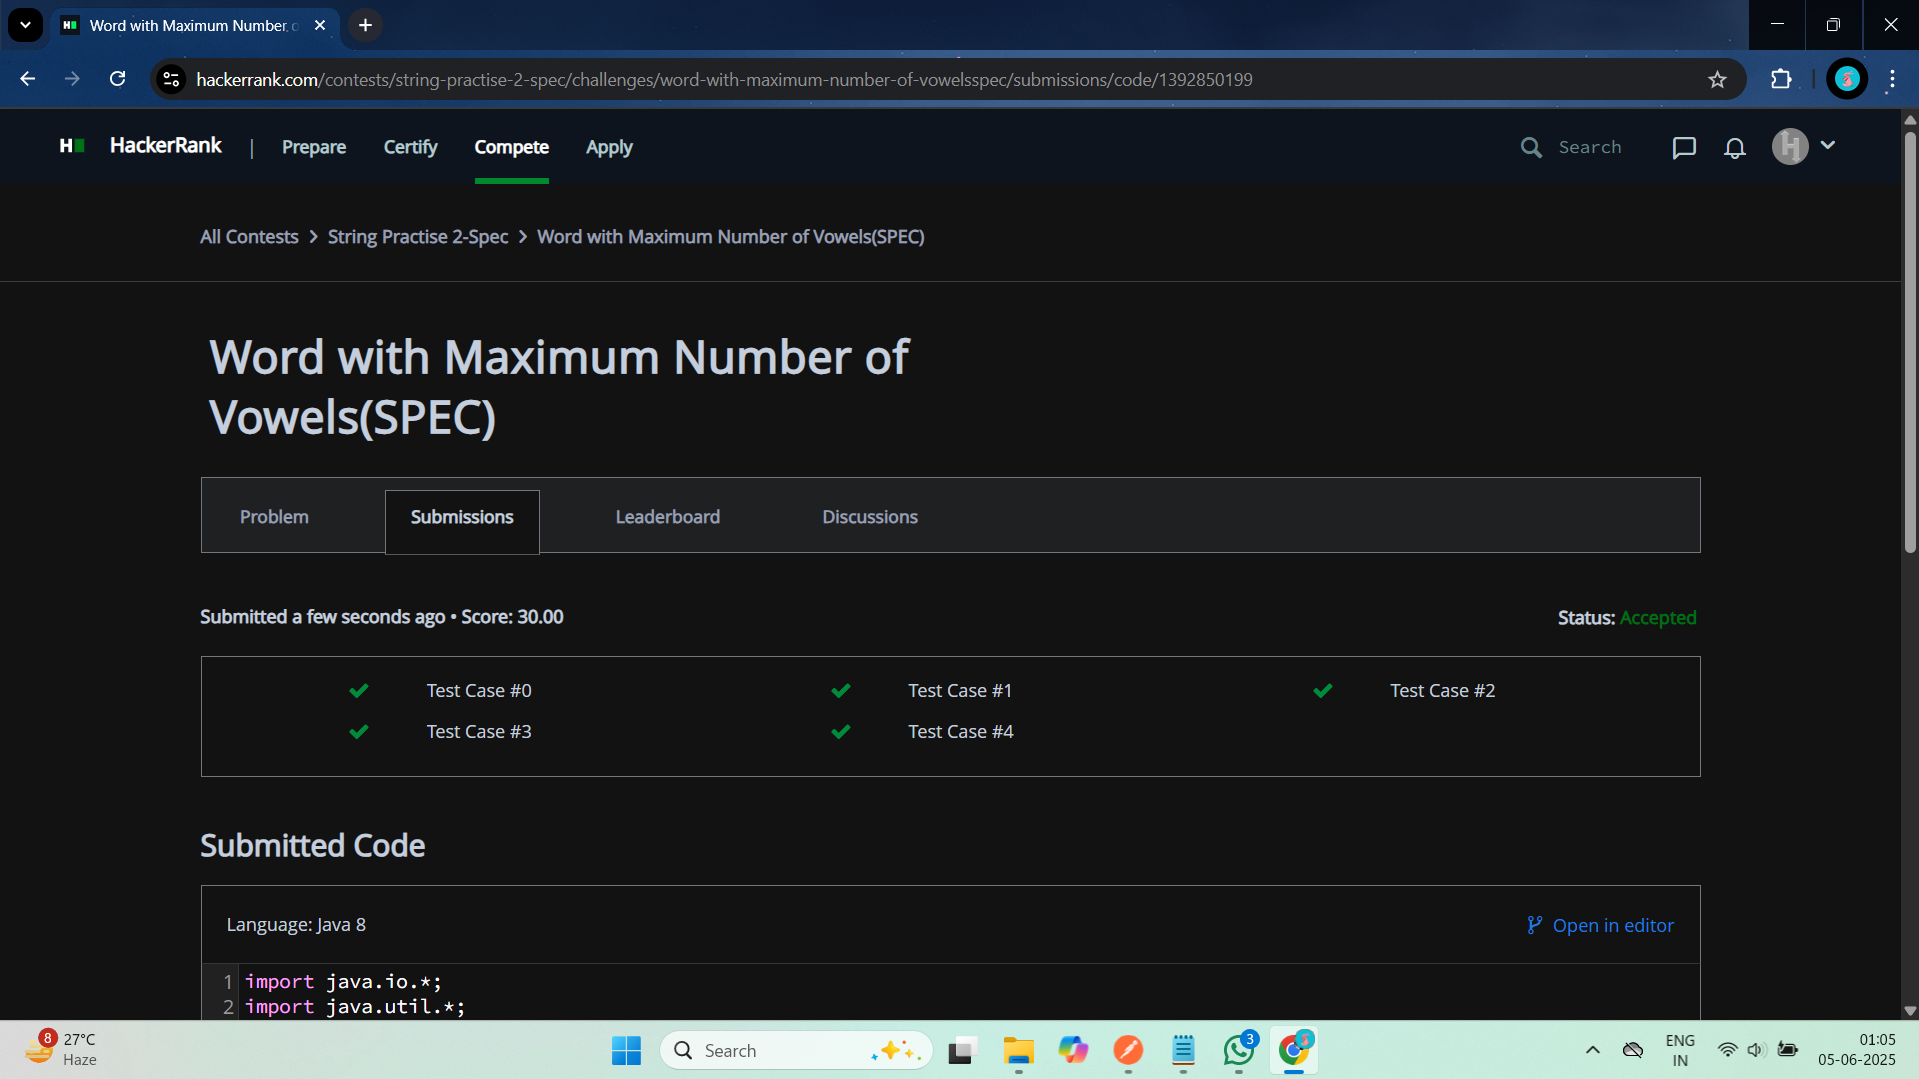 Word with Maximum Number o
hackerrank.com/contests/string-practise-2-spec/challenges/word-with-maximum-number-of-vowelsspec/submissions/code/1392850199
H HackerRank | Prepare Certify Compete Apply Search H
All Contests > String Practise 2-Spec > Word with Maximum Number of Vowels(SPEC)
Word with Maximum Number of
Vowels(SPEC)
Problem Submissions Leaderboard Discussions
Submitted a few seconds ago • Score: 30.00 Status: Accepted
Test Case #0 Test Case #1 Test Case #2
Test Case #3 Test Case #4
Submitted Code
Language: Java 8 Open in editor
1 import java.io.*;
2 import java.util.*;
8 27°C
Haze
Search
3
ENG
IN
01:05
05-06-2025